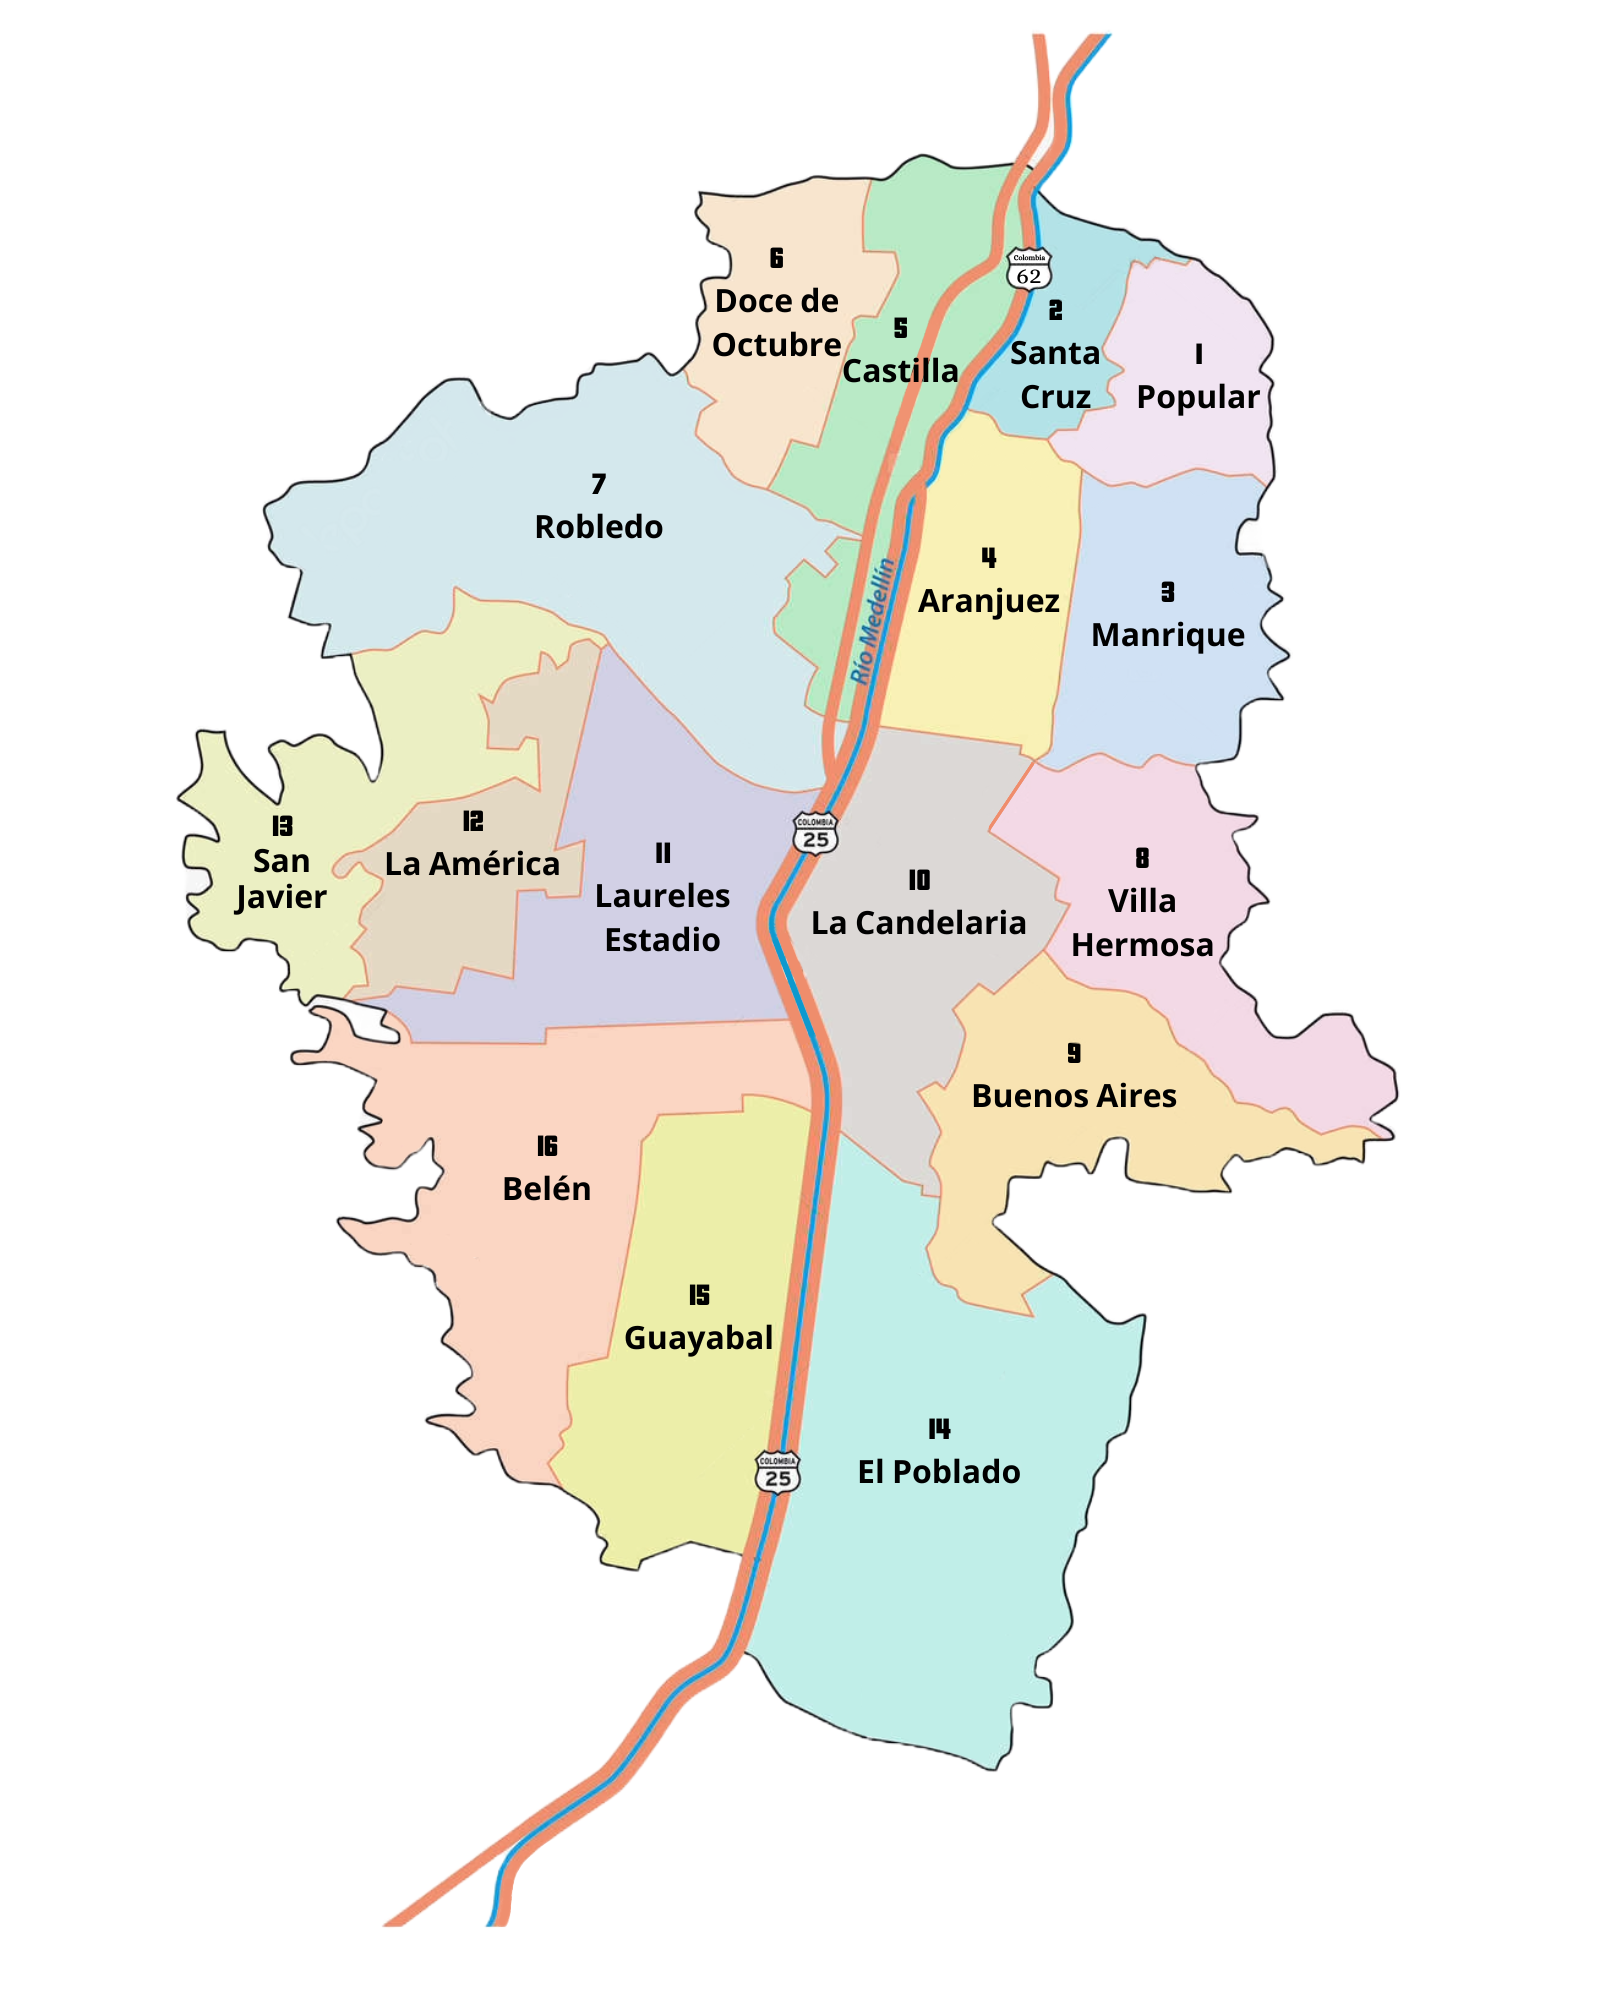 Colombia
62
6
Doce de
Octubre
5
Castilla
2
Santa
Cruz
1
Popular
7
Robledo
4
Aranjuez
3
Manrique
Río Medellín
13
San
Javier
12
La América
11
Laureles
Estadio
COLOMBIA
25
10
La Candelaria
8
Villa
Hermosa
9
Buenos Aires
16
Belén
15
Guayabal
14
El Poblado
COLOMBIA
25